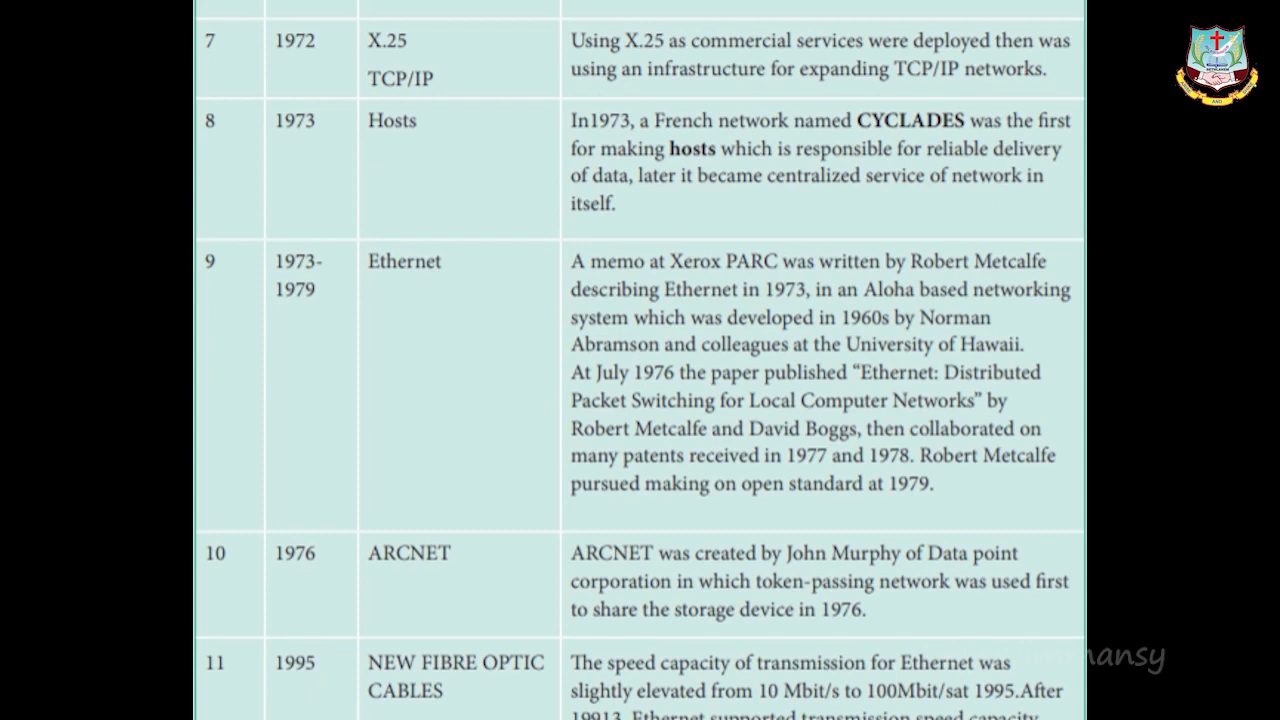 7 1972 X.25 Using X.25 as commercial services were deployed then was
TCP/IP using an infrastructure for expanding TCP/IP networks.
8 1973 Hosts In1973, a French network named CYCLADES was the first
for making hosts which is responsible for reliable delivery
of data, later it became centralized service of network in
itself.
9 1973- Ethernet A memo at Xerox PARC was written by Robert Metcalfe
1979 describing Ethernet in 1973, in an Aloha based networking
system which was developed in 1960s by Norman
Abramson and colleagues at the University of Hawaii.
At July 1976 the paper published “Ethernet: Distributed
Packet Switching for Local Computer Networks” by
Robert Metcalfe and David Boggs, then collaborated on
many patents received in 1977 and 1978. Robert Metcalfe
pursued making on open standard at 1979.
10 1976 ARCNET ARCNET was created by John Murphy of Data point
corporation in which token-passing network was used first
to share the storage device in 1976.
11 1995 NEW FIBRE OPTIC The speed capacity of transmission for Ethernet was
CABLES slightly elevated from 10 Mbit/s to 100Mbit/sat 1995.After
19913, Ethernet supported transmission speed capacity
AND